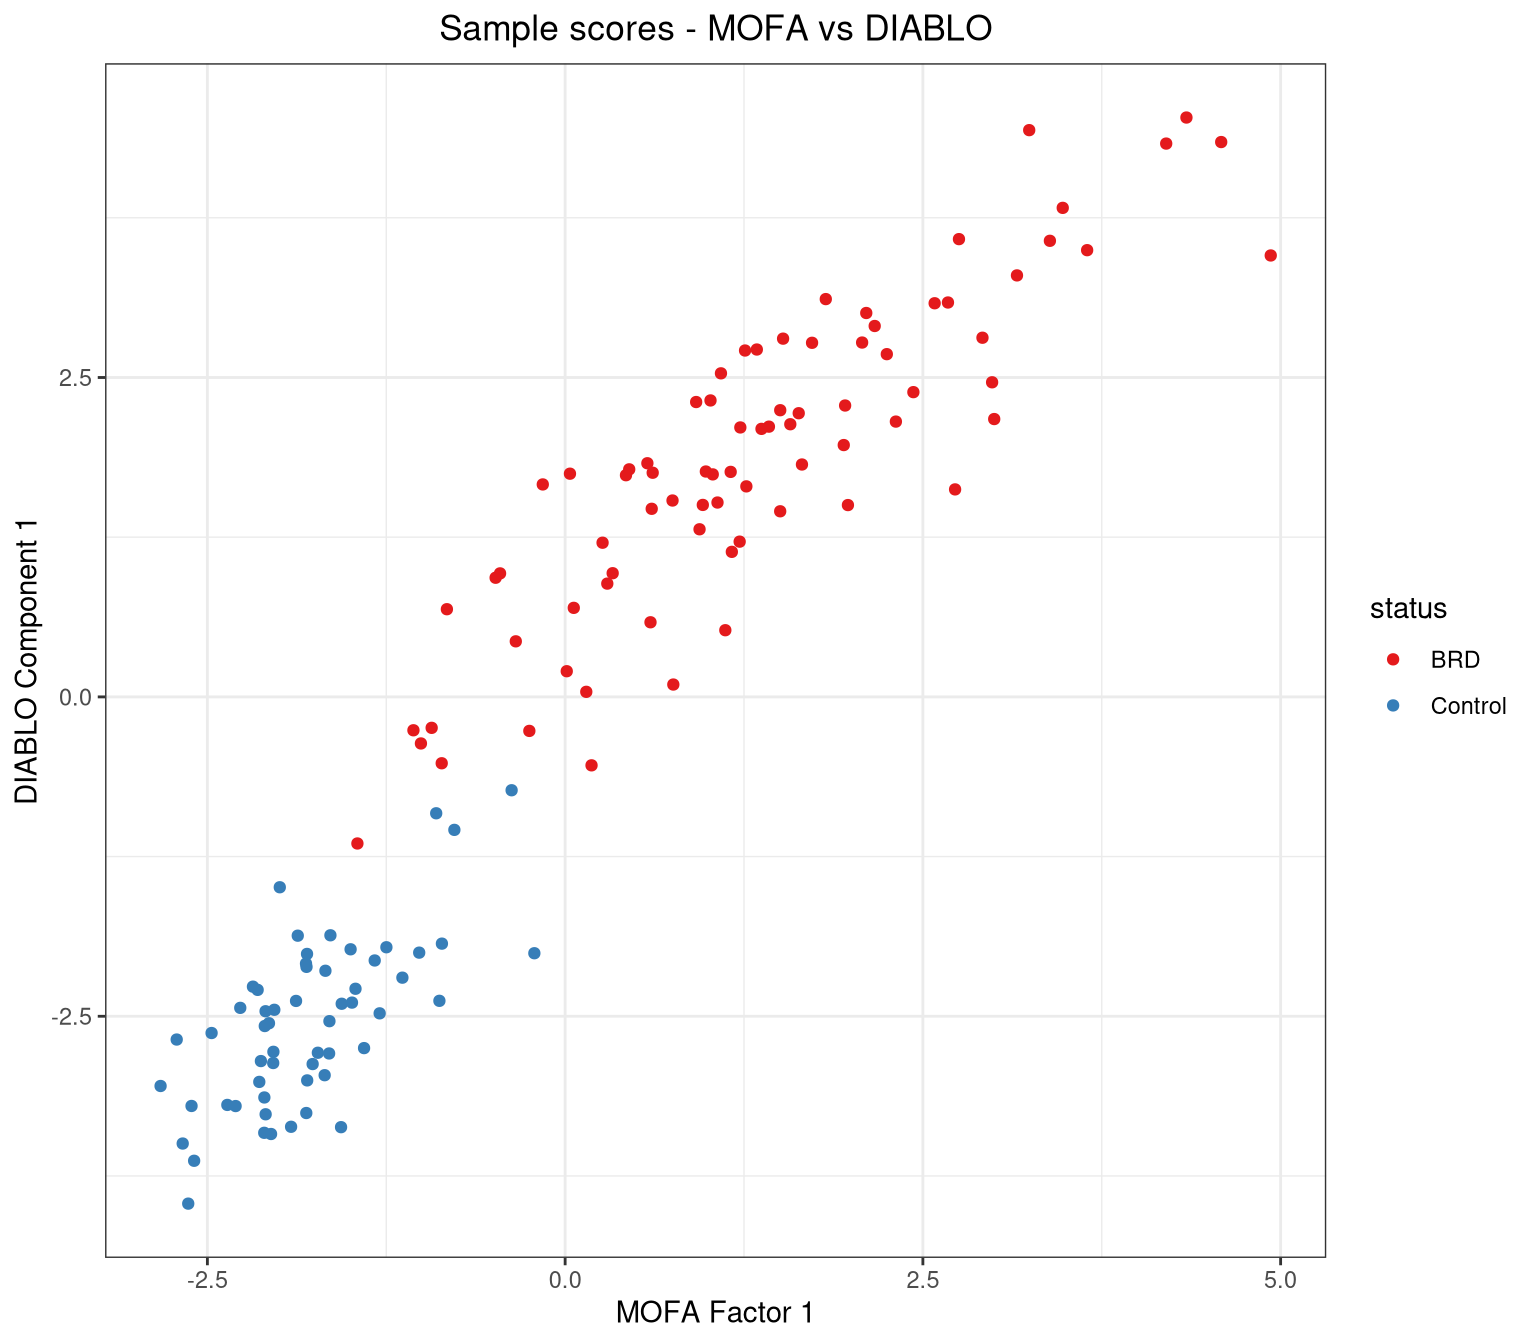 Sample scores - MOFA vs DIABLO
DIABLO Component 1
2.5
0.0
-2.5
-2.5
0.0
2.5
5.0
MOFA Factor 1
status
BRD
Control